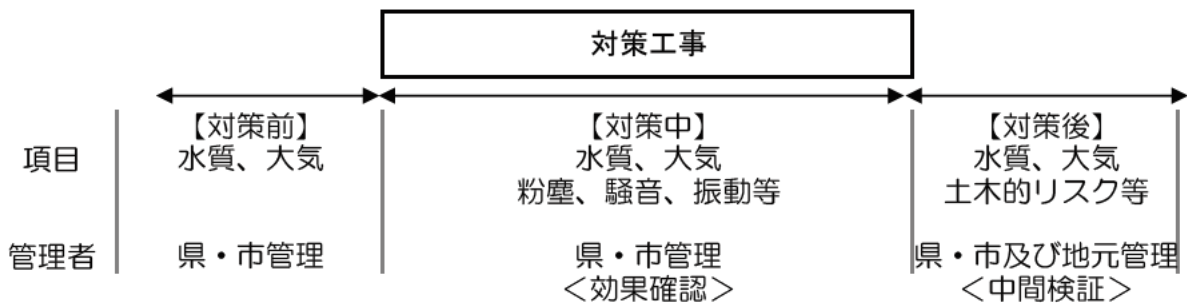 対策工事
【対策前】
【対策中】
【対策後】
項目
水質、大気
水質、大気
粉塵、騒音、振動等
水質、大気
土木的リスク等
管理者
県・市管理
県・市管理
＜効果確認＞
県・市及び地元管理
＜中間検証＞